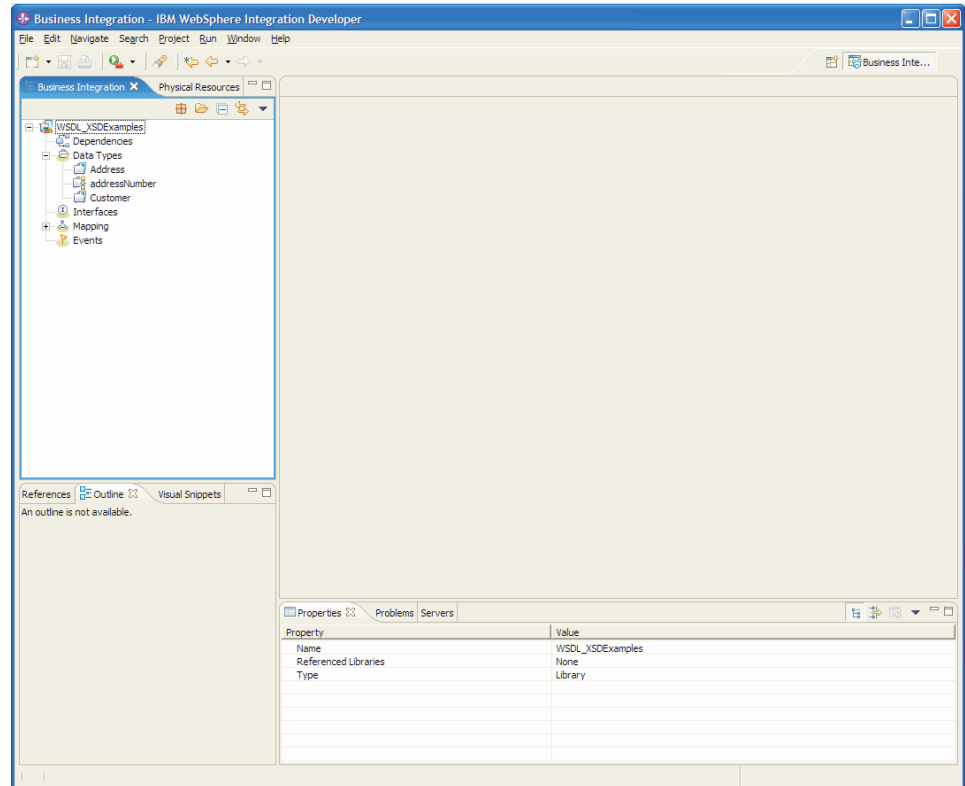 Business Integration - IBM WebSphere Integration Developer
File Edit Navigate Search Project Run Window Help
Business Inte...
Business Integration Physical Resources
WSDL_XSDExamples
Dependencies
Data Types
Address
addressNumber
Customer
Interfaces
Mapping
Events
References Outline Visual Snippets
An outline is not available.
Properties Problems Servers
Property Value
Name WSDL_XSDExamples
Referenced Libraries None
Type Library